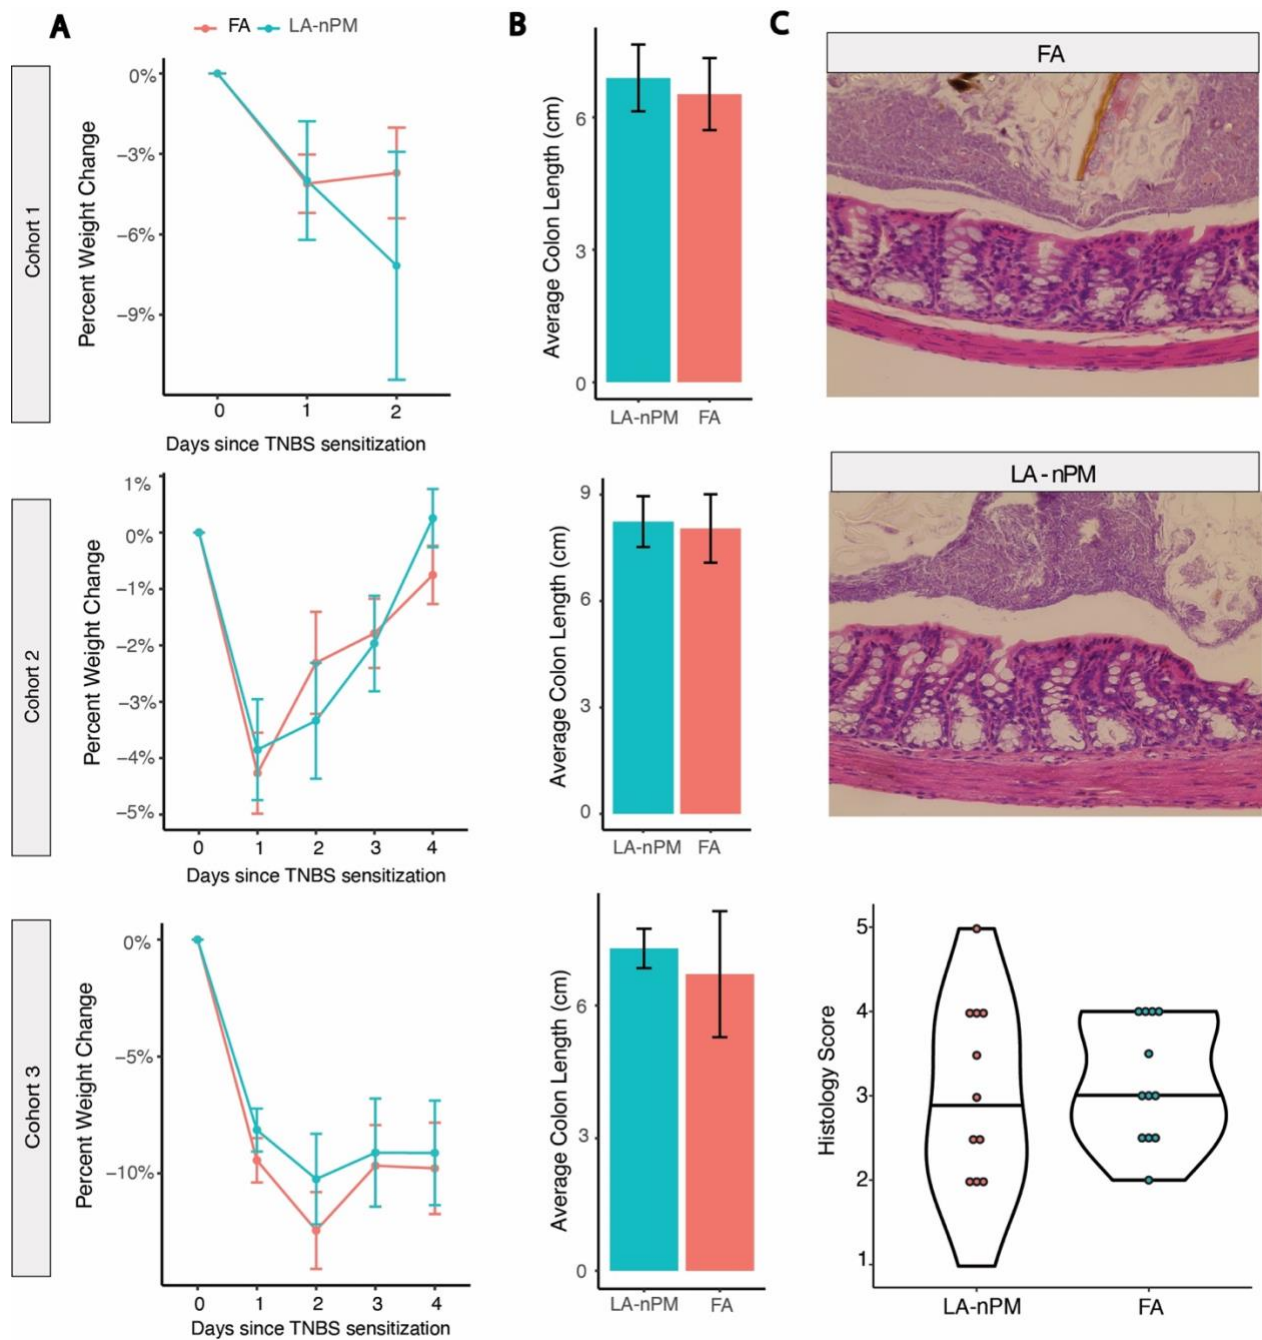 A
FA LA-nPM
Cohort 1
Percent Weight Change
0%
−3%
−6%
−9%
0 1 2
Days since TNBS sensitization
Cohort 2
Percent Weight Change
1%
0%
−1%
−2%
−3%
−4%
−5%
0 1 2 3 4
Days since TNBS sensitization
Cohort 3
Percent Weight Change
0%
−5%
−10%
0 1 2 3 4
Days since TNBS sensitization
B
Average Colon Length (cm)
6
3
0
LA-nPM FA
Average Colon Length (cm)
9
6
3
0
LA-nPM FA
Average Colon Length (cm)
6
3
0
LA-nPM FA
C
FA
LA-nPM
Histology Score
5
4
3
2
1
LA-nPM FA